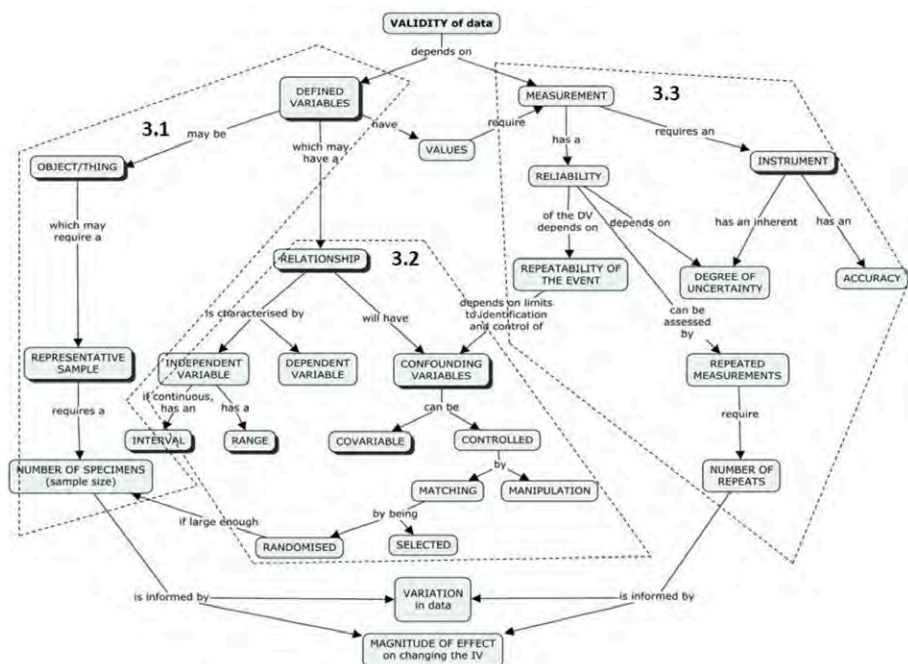 VALIDITY of data
depends on
DEFINED
VARIABLES
MEASUREMENT
3.3
3.1
may be
have
require
VALUES
which may
have a
has a
requires an
OBJECT/THING
RELIABILITY
INSTRUMENT
which may
require a
of the DV
depends on
depends on
has an inherent
has an
RELATIONSHIP
3.2
REPEATABILITY OF
THE EVENT
DEGREE OF
UNCERTAINTY
ACCURACY
is characterised by
will have
depends on limits
to identification
and control of
can be
assessed
by
REPRESENTATIVE
SAMPLE
INDEPENDENT
VARIABLE
DEPENDENT
VARIABLE
CONFOUNDING
VARIABLES
REPEATED
MEASUREMENTS
requires a
if continuous,
has an
has a
can be
require
INTERVAL
RANGE
COVARIABLE
CONTROLLED
NUMBER OF SPECIMENS
(sample size)
by
NUMBER OF
REPEATS
MATCHING
MANIPULATION
if large enough
by being
RANDOMISED
SELECTED
is informed by
VARIATION
in data
is informed by
MAGNITUDE OF EFFECT
on changing the IV